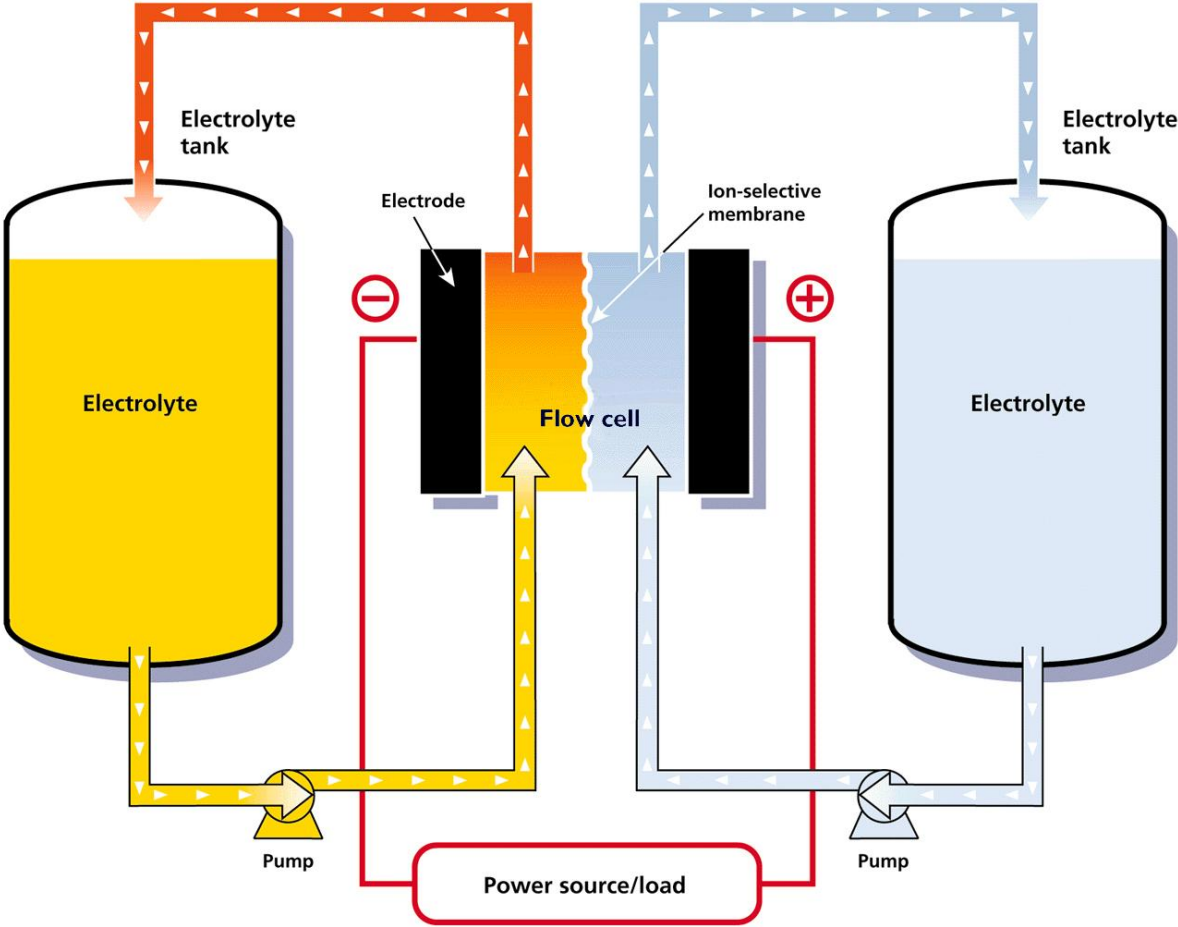 Electrolyte
tank
Electrolyte
tank
Electrode
Ion-selective
membrane
−
+
Electrolyte
Flow cell
Electrolyte
Pump
Pump
Power source/load